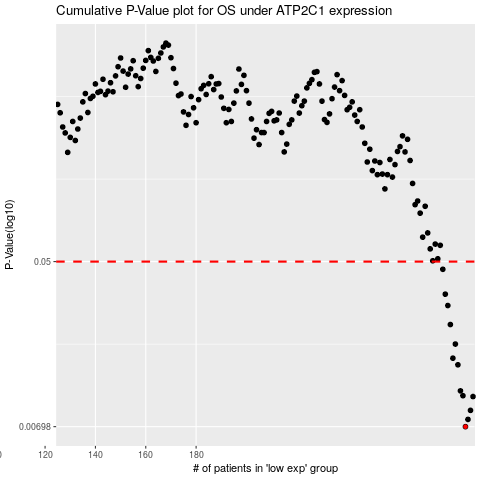 Cumulative P-Value plot for OS under ATP2C1 expression
P-Value(log10)
0.05
0.00698
0
120
140
160
180
# of patients in 'low exp' group